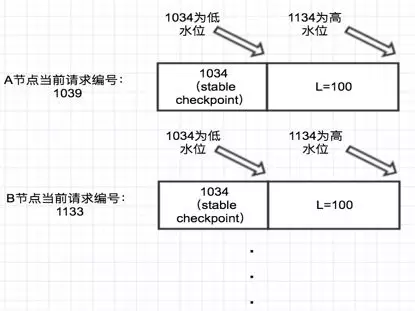 1034为低
水位
1134为高
水位
A节点当前请求编号：
1039
1034
（stable
checkpoint)
L=100
1034为低
水位
1134为高
水位
B节点当前请求编号：
1133
1034
（stable
checkpoint)
L=100